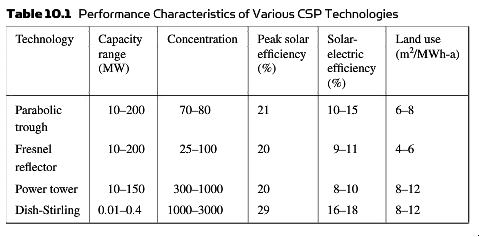 Table 10.1 Performance Characteristics of Various CSP Technologies
Technology Capacity range (MW) Concentration Peak solar efficiency (%) Solar-electric efficiency (%) Land use (m²/MWh-a)
Parabolic trough 10–200 70–80 21 10–15 6–8
Fresnel reflector 10–200 25–100 20 9–11 4–6
Power tower 10–150 300–1000 20 8–10 8–12
Dish-Stirling 0.01–0.4 1000–3000 29 16–18 8–12